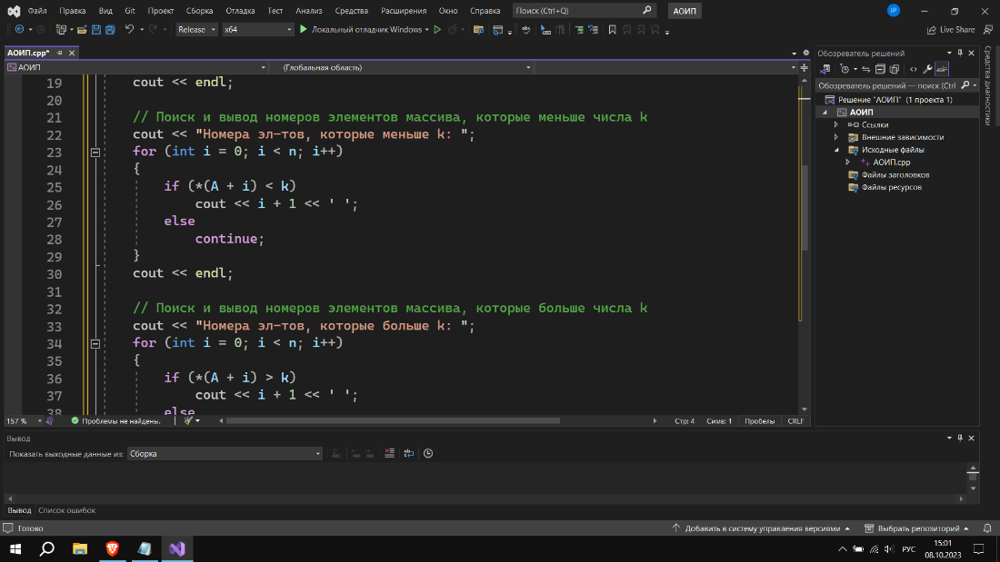 Файл Правка Вид Git Проект Сборка Отладка Тест Анализ Средства Расширения Окно Справка Поиск (Ctrl+Q) АОИП
IP
Release x64 Локальный отладчик Windows Live Share
АОИП.cpp*
АОИП (Глобальная область)
19 cout << endl;
20
21 // Поиск и вывод номеров элементов массива, которые меньше числа k
22 cout << "Номера эл-тов, которые меньше k: ";
23 for (int i = 0; i < n; i++)
24 {
25 if (*(A + i) < k)
26 cout << i + 1 << ' ';
27 else
28 continue;
29 }
30 cout << endl;
31
32 // Поиск и вывод номеров элементов массива, которые больше числа k
33 cout << "Номера эл-тов, которые больше k: ";
34 for (int i = 0; i < n; i++)
35 {
36 if (*(A + i) > k)
37 cout << i + 1 << ' ';
38 else
157 % Проблемы не найдены. Стр: 4 Симв: 1 Пробелы CRLF
Обозреватель решений
Обозреватель решений — поиск (Ctrl
Решение "АОИП" (1 проекта 1)
АОИП
Ссылки
Внешние зависимости
Исходные файлы
АОИП.cpp
Файлы заголовков
Файлы ресурсов
Средства диагностики
Вывод
Показать выходные данные из: Сборка
Вывод Список ошибок
Готово Добавить в систему управления версиями Выбрать репозиторий
РУС 15:01
08.10.2023